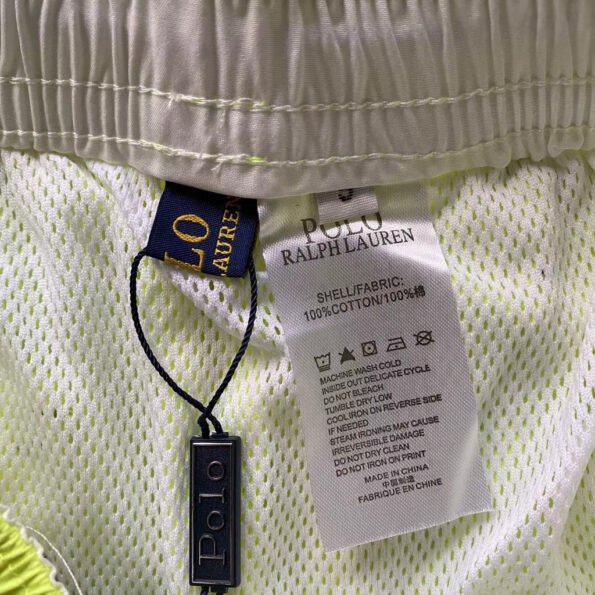 POLO
RALPH LAUREN
SHELL/FABRIC:
100%COTTON/100%棉
MACHINE WASH COLD
INSIDE OUT DELICATE CYCLE
DO NOT BLEACH
TUMBLE DRY LOW
COOL IRON ON REVERSE SIDE
IF NEEDED
STEAM IRONING MAY CAUSE
IRREVERSIBLE DAMAGE
DO NOT DRY CLEAN
DO NOT IRON ON PRINT
MADE IN CHINA
中国制造
FABRIQUE EN CHINE
LO
LAUREN
Polo